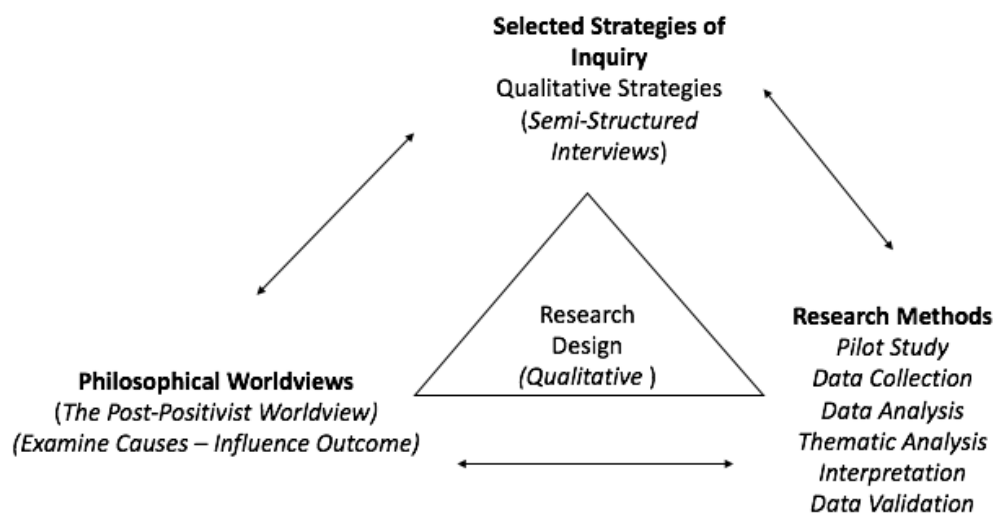 Selected Strategies of
Inquiry
Qualitative Strategies
(Semi-Structured
Interviews)
Research
Design
(Qualitative )
Philosophical Worldviews
(The Post-Positivist Worldview)
(Examine Causes – Influence Outcome)
Research Methods
Pilot Study
Data Collection
Data Analysis
Thematic Analysis
Interpretation
Data Validation